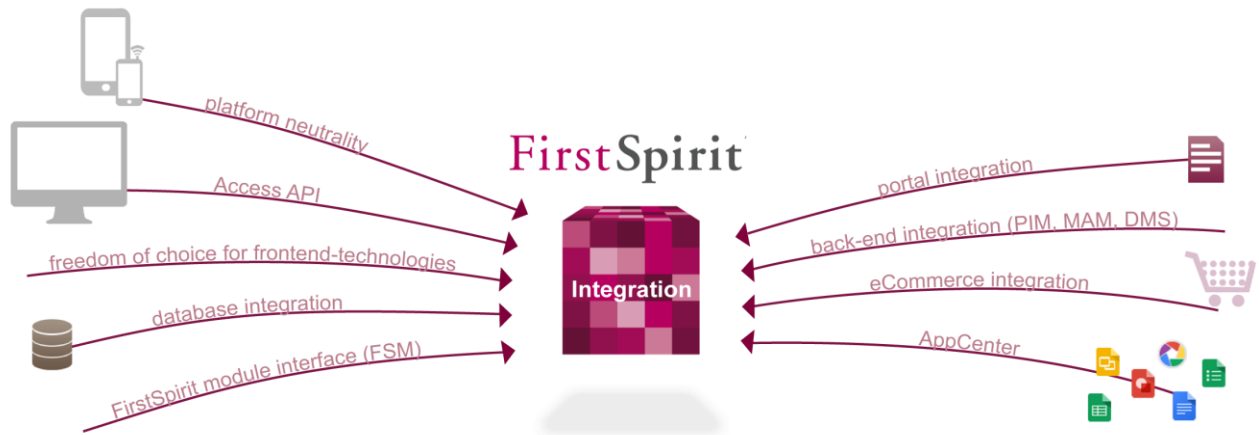 platform neutrality
Access API
freedom of choice for frontend-technologies
database integration
FirstSpirit module interface (FSM)
FirstSpirit
Integration
portal integration
back-end integration (PIM, MAM, DMS)
eCommerce integration
AppCenter